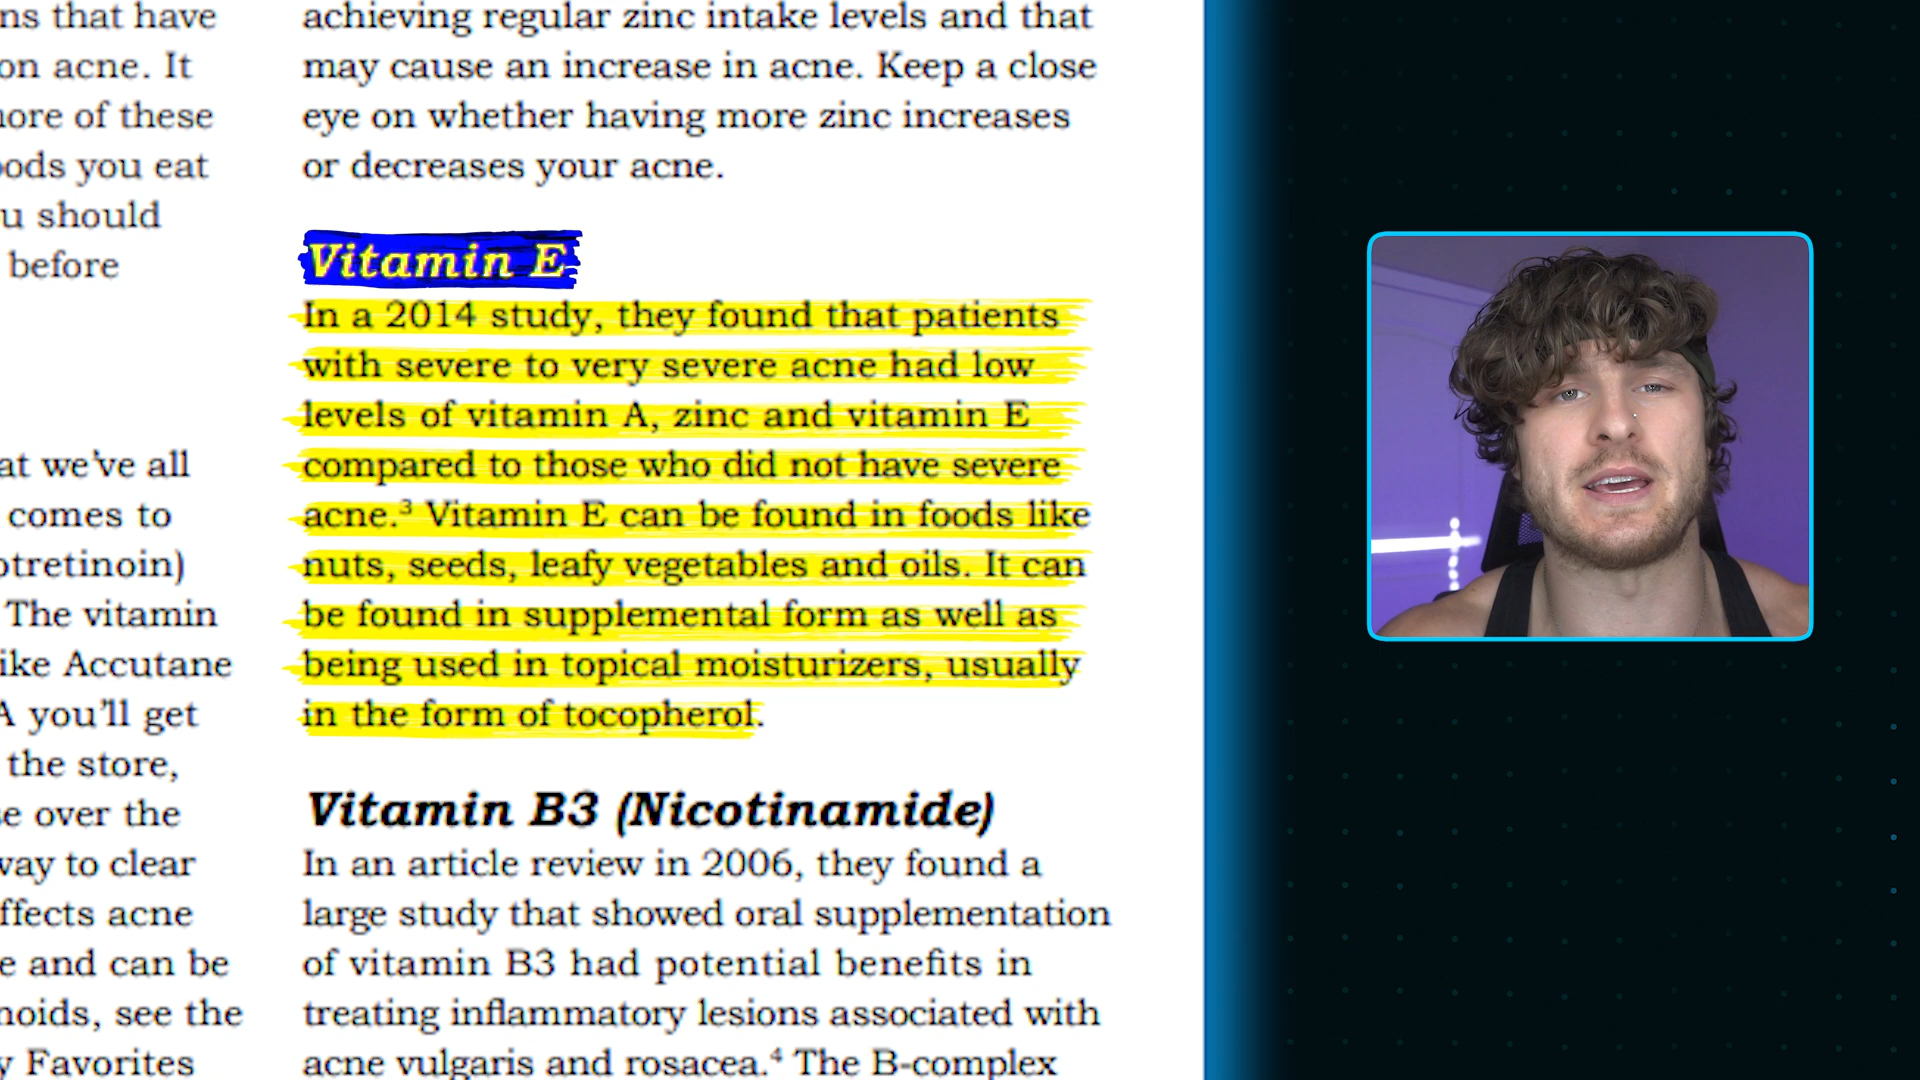 ns that have
on acne. It
ore of these
ods you eat
u should
before
at we've all
comes to
otretinoin)
The vitamin
ike Accutane
A you'll get
the store,
e over the
way to clear
ffects acne
e and can be
noids, see the
y Favorites
achieving regular zinc intake levels and that
may cause an increase in acne. Keep a close
eye on whether having more zinc increases
or decreases your acne.
Vitamin E
In a 2014 study, they found that patients
with severe to very severe acne had low
levels of vitamin A, zinc and vitamin E
compared to those who did not have severe
acne.³ Vitamin E can be found in foods like
nuts, seeds, leafy vegetables and oils. It can
be found in supplemental form as well as
being used in topical moisturizers, usually
in the form of tocopherol.
Vitamin B3 (Nicotinamide)
In an article review in 2006, they found a
large study that showed oral supplementation
of vitamin B3 had potential benefits in
treating inflammatory lesions associated with
acne vulgaris and rosacea.⁴ The B-complex